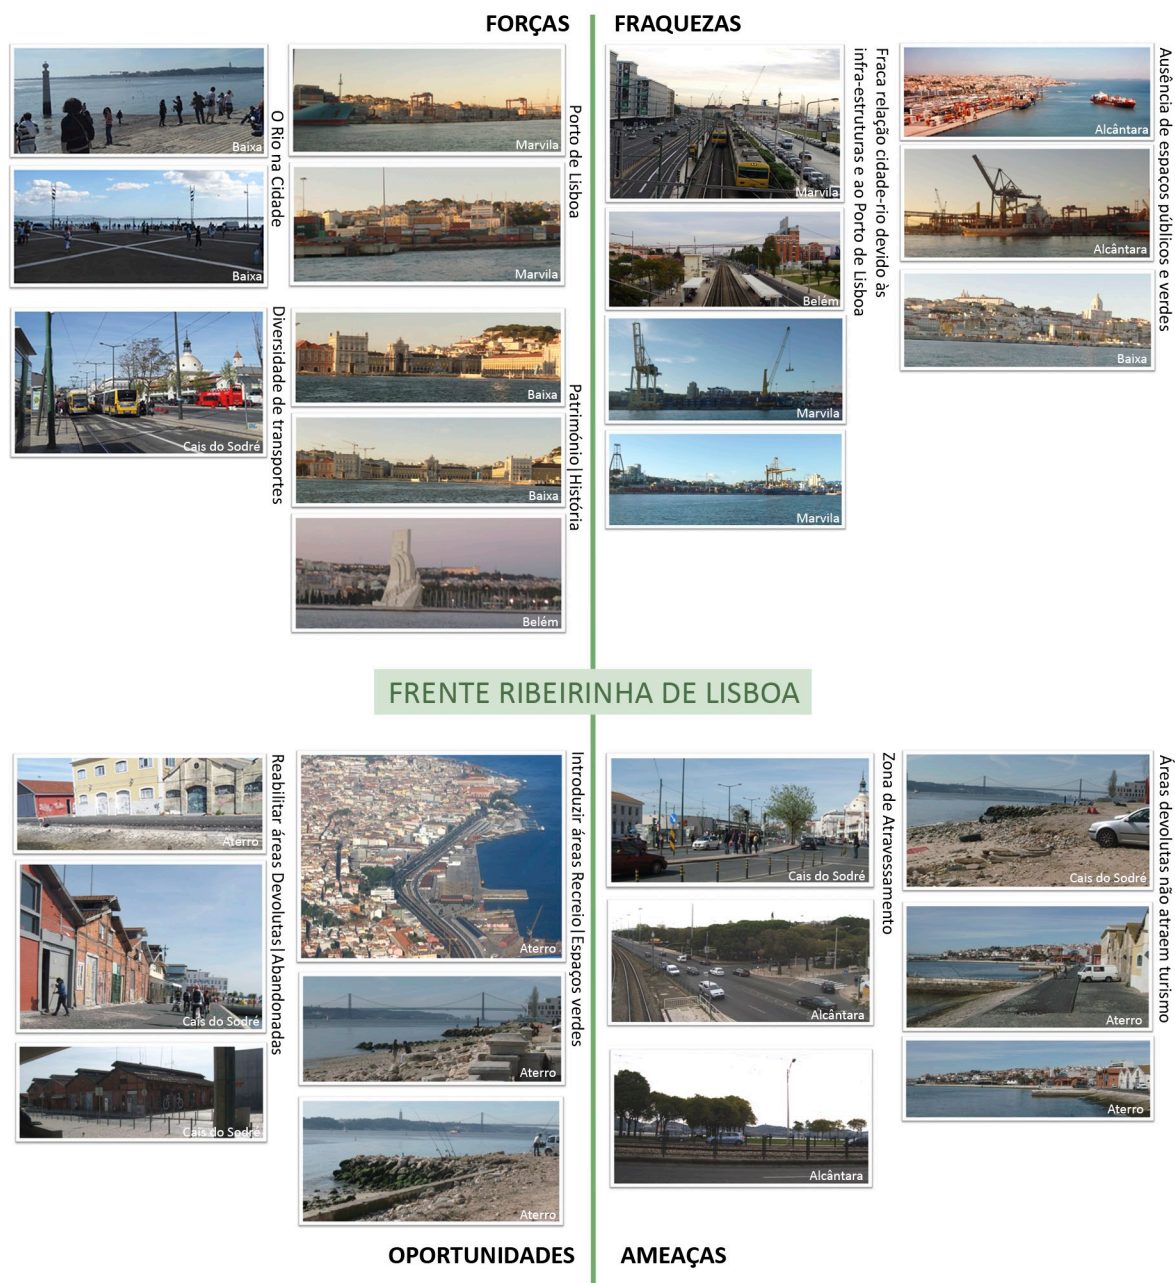 FORÇAS
Baixa
Baixa
O Rio na Cidade
Marvila
Marvila
Porto de Lisboa
Cais do Sodré
Diversidade de transportes
Baixa
Baixa
Belém
Património|História
FRAQUEZAS
Marvila
Belém
Marvila
Marvila
Fraca relação cidade-rio devido às
infra-estruturas e ao Porto de Lisboa
Alcântara
Alcântara
Baixa
Ausência de espaços públicos e verdes
FRENTE RIBEIRINHA DE LISBOA
Aterro
Cais do Sodré
Cais do Sodré
Reabilitar áreas Devolutas|Abandonadas
Aterro
Aterro
Aterro
Introduzir áreas Recreio|Espaços verdes
OPORTUNIDADES
Cais do Sodré
Alcântara
Alcântara
Zona de Atravessamento
Cais do Sodré
Aterro
Aterro
Áreas devolutas não atraem turismo
AMEAÇAS